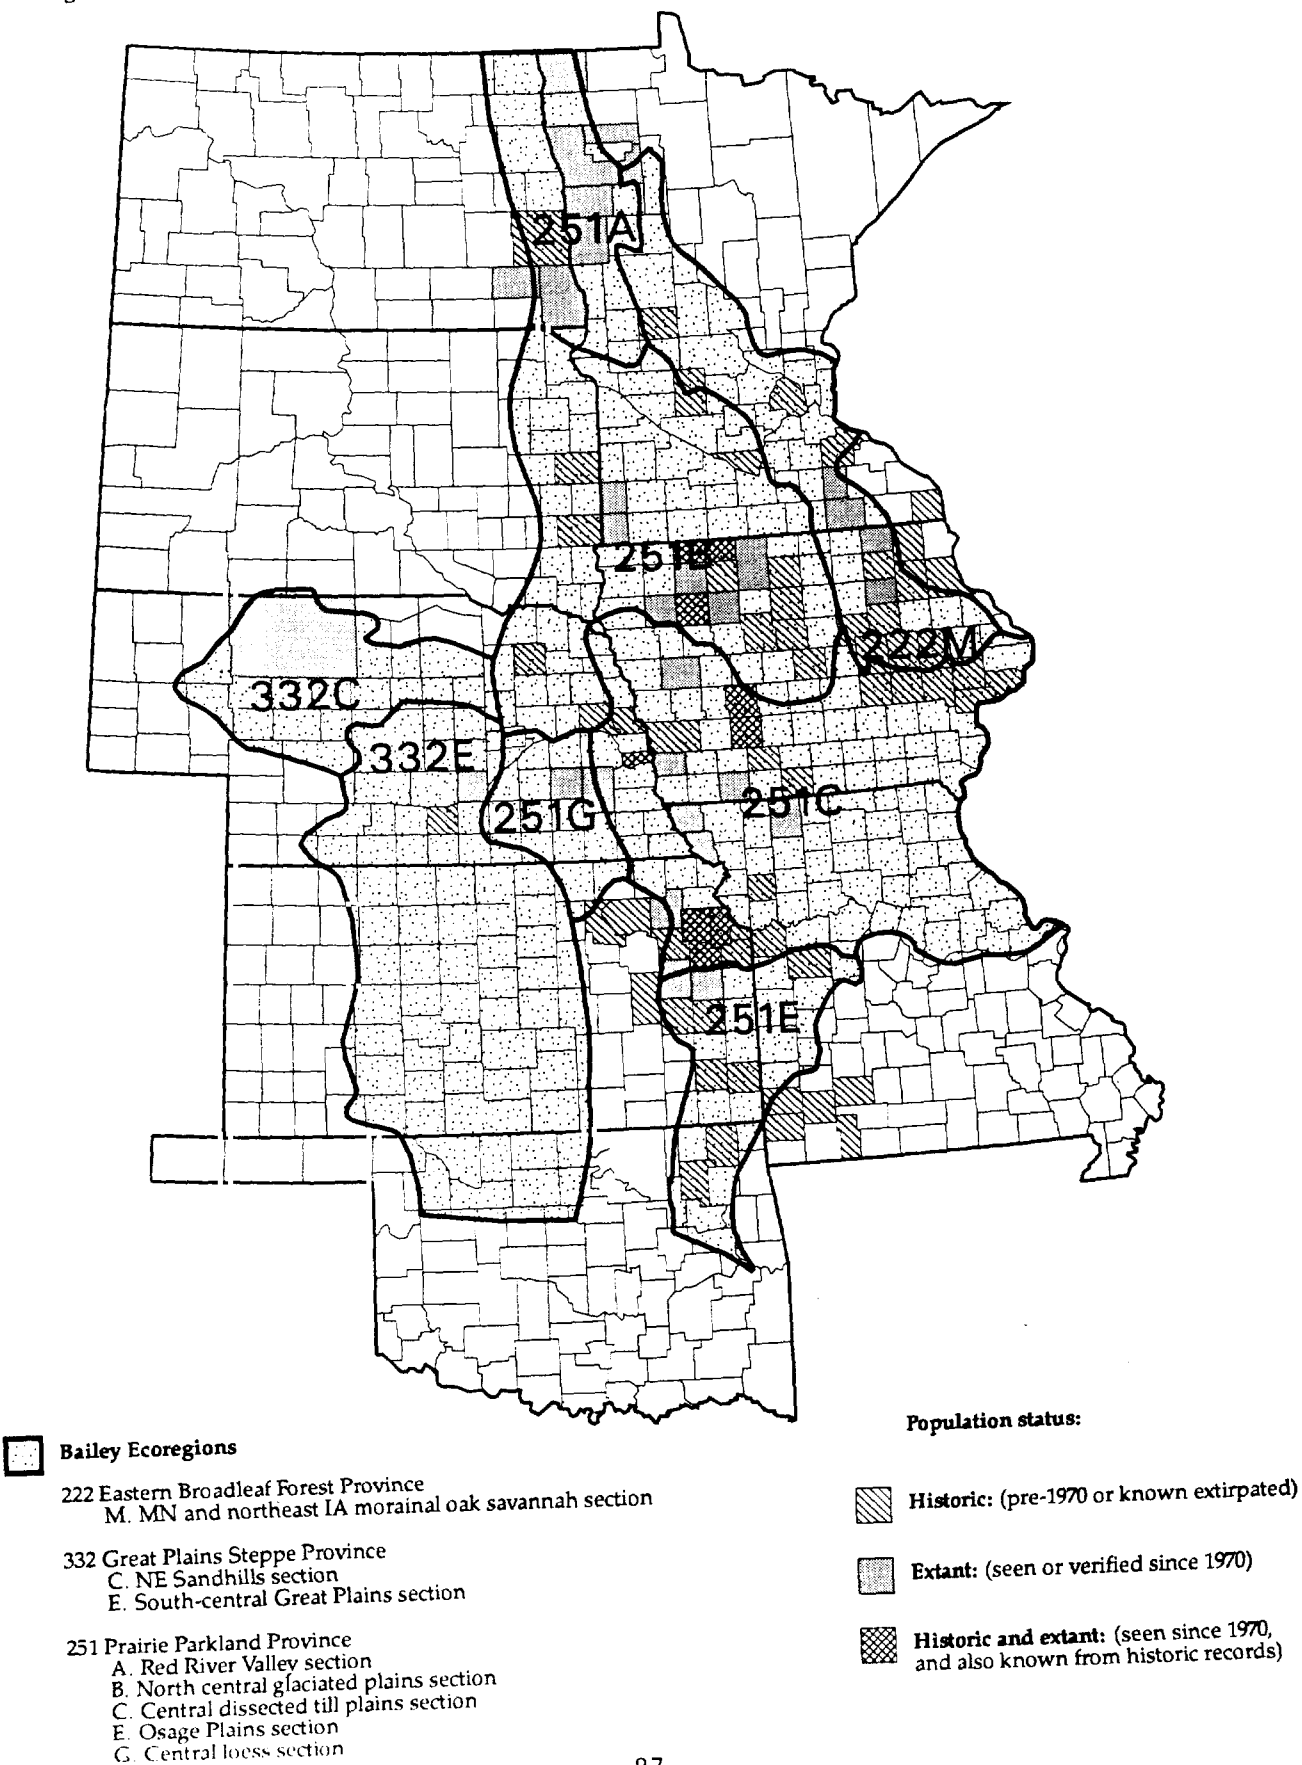 251A
251B
222M
332C
332E
251G
251C
251E
Population status:
Bailey Ecoregions
222 Eastern Broadleaf Forest Province
M. MN and northeast IA morainal oak savannah section
332 Great Plains Steppe Province
C. NE Sandhills section
E. South-central Great Plains section
251 Prairie Parkland Province
A. Red River Valley section
B. North central glaciated plains section
C. Central dissected till plains section
E. Osage Plains section
G. Central loess section
Historic: (pre-1970 or known extirpated)
Extant: (seen or verified since 1970)
Historic and extant: (seen since 1970,
and also known from historic records)